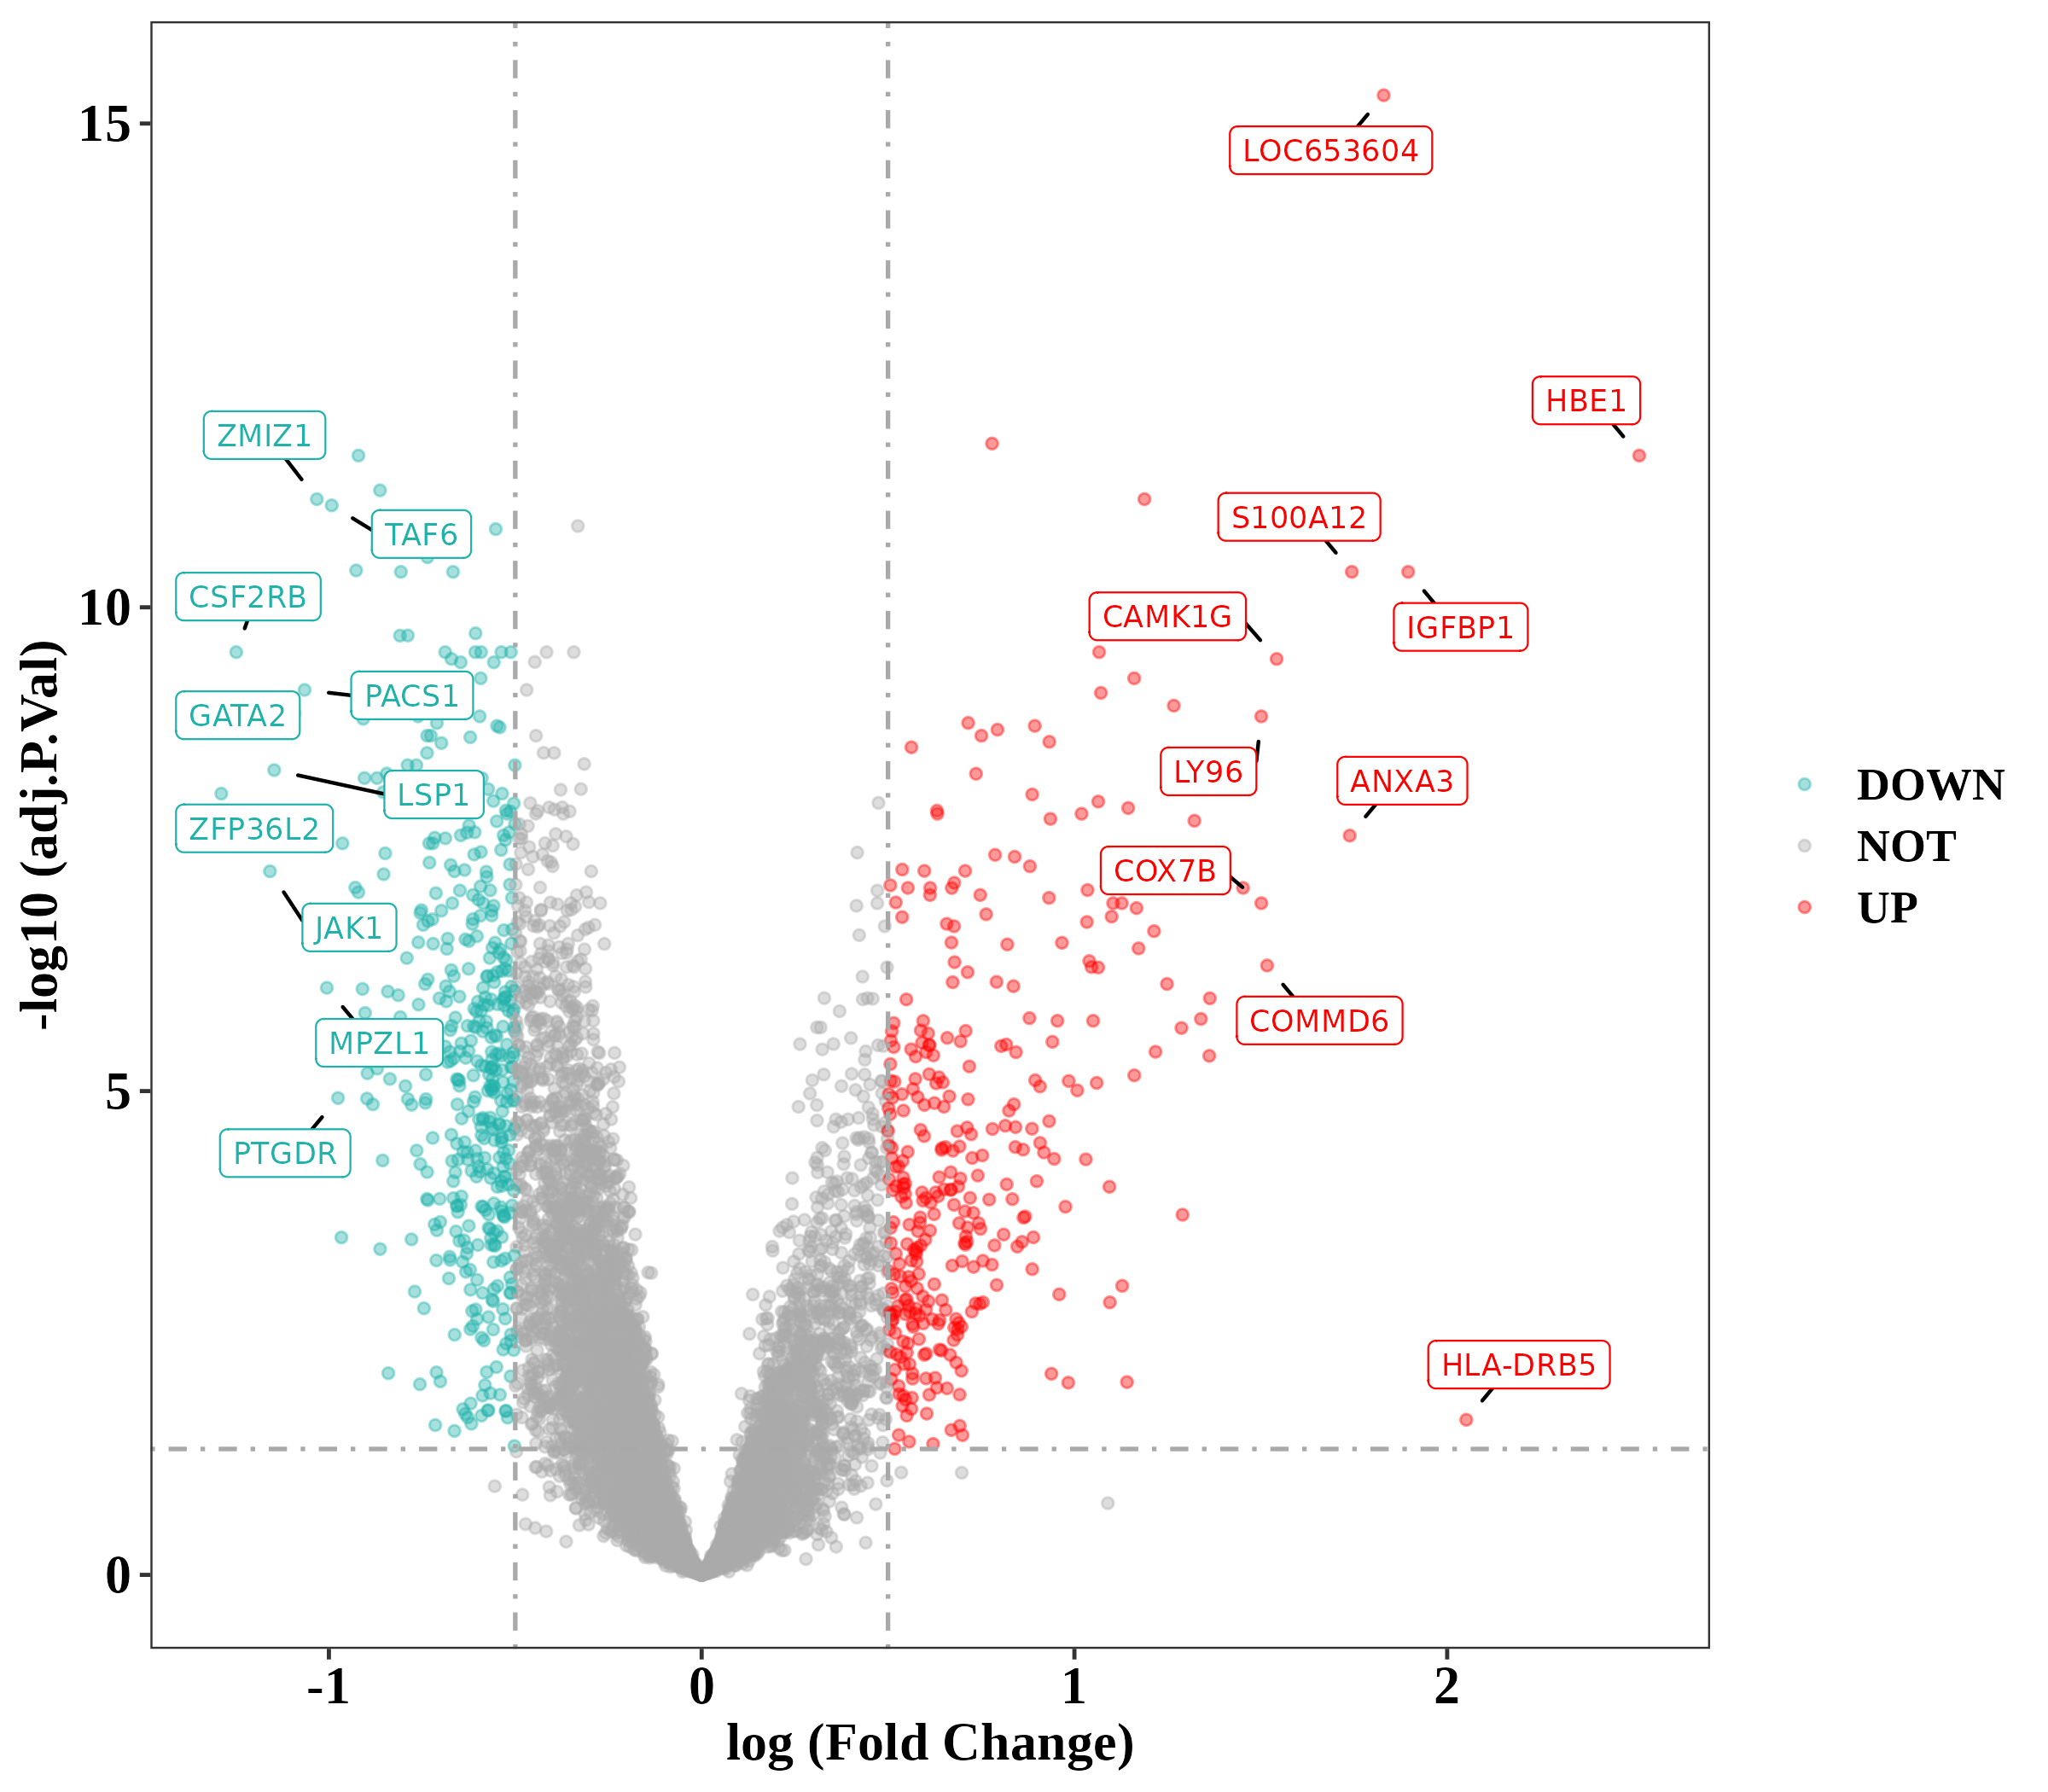 15
LOC653604
HBE1
ZMIZ1
S100A12
TAF6
CSF2RB
10
CAMK1G
IGFBP1
PACS1
GATA2
LY96
ANXA3
LSP1
ZFP36L2
COX7B
JAK1
COMMD6
MPZL1
5
PTGDR
HLA-DRB5
0
-log10 (adj.P.Val)
-1
0
1
2
log (Fold Change)
DOWN
NOT
UP